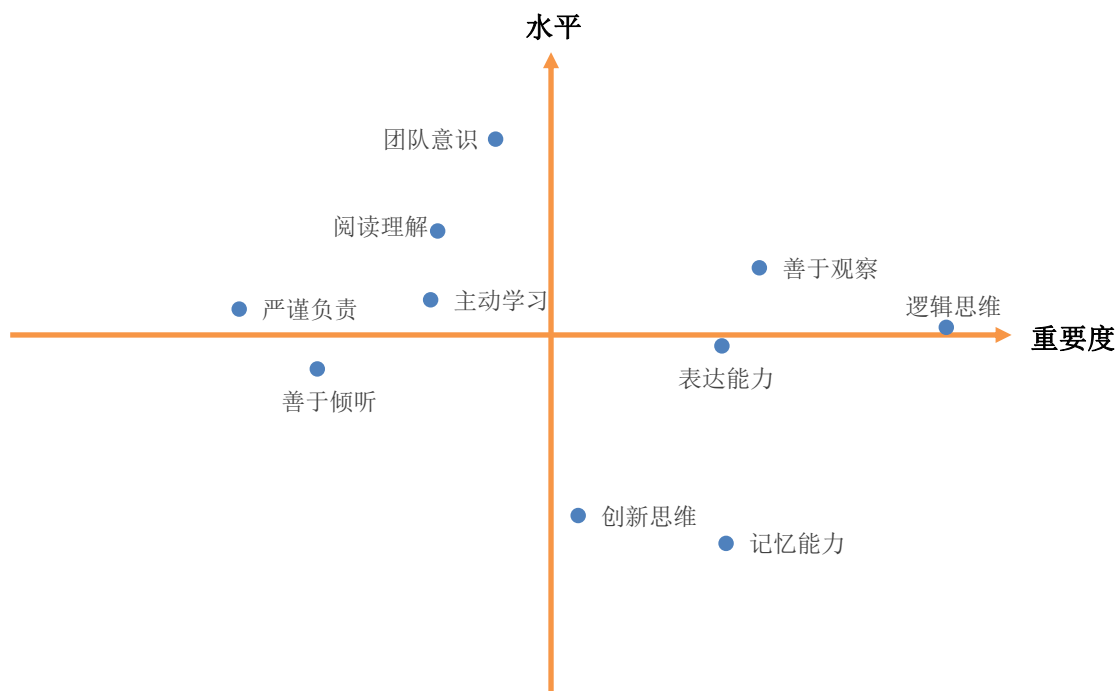 水平
团队意识
阅读理解
善于观察
严谨负责
主动学习
逻辑思维
重要度
表达能力
善于倾听
创新思维
记忆能力